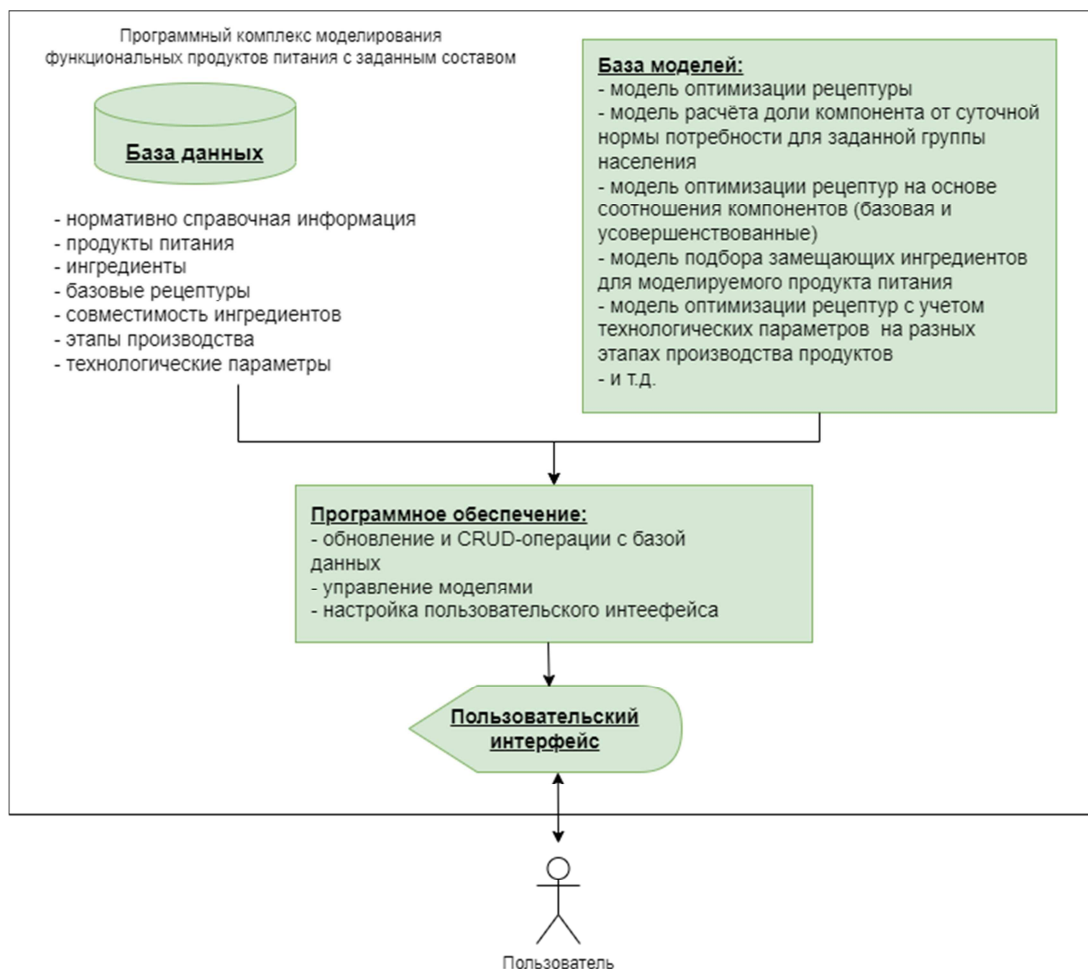 Программный комплекс моделирования
функциональных продуктов питания с заданным составом
База данных
- нормативно справочная информация
- продукты питания
- ингредиенты
- базовые рецептуры
- совместимость ингредиентов
- этапы производства
- технологические параметры
База моделей:
- модель оптимизации рецептуры
- модель расчёта доли компонента от суточной
нормы потребности для заданной группы
населения
- модель оптимизации рецептур на основе
соотношения компонентов (базовая и
усовершенствованные)
- модель подбора замещающих ингредиентов
для моделируемого продукта питания
- модель оптимизации рецептур с учетом
технологических параметров на разных
этапах производства продуктов
- и т.д.
Программное обеспечение:
- обновление и CRUD-операции с базой
данных
- управление моделями
- настройка пользовательского интеефейса
Пользовательский
интерфейс
Пользователь